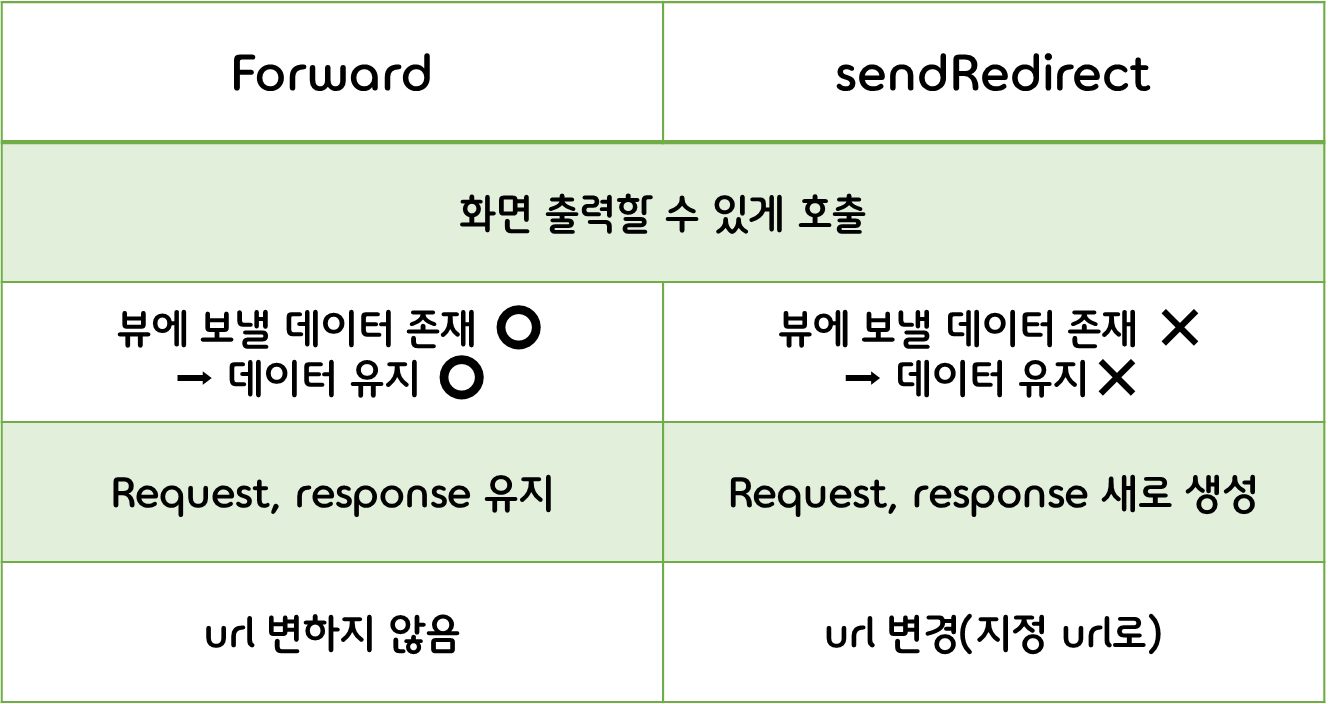 Forward
sendRedirect
화면 출력할 수 있게 호출
뷰에 보낼 데이터 존재 ⭕
→ 데이터 유지 ⭕
뷰에 보낼 데이터 존재 ✕
→ 데이터 유지 ✕
Request, response 유지
Request, response 새로 생성
url 변하지 않음
url 변경(지정 url로)